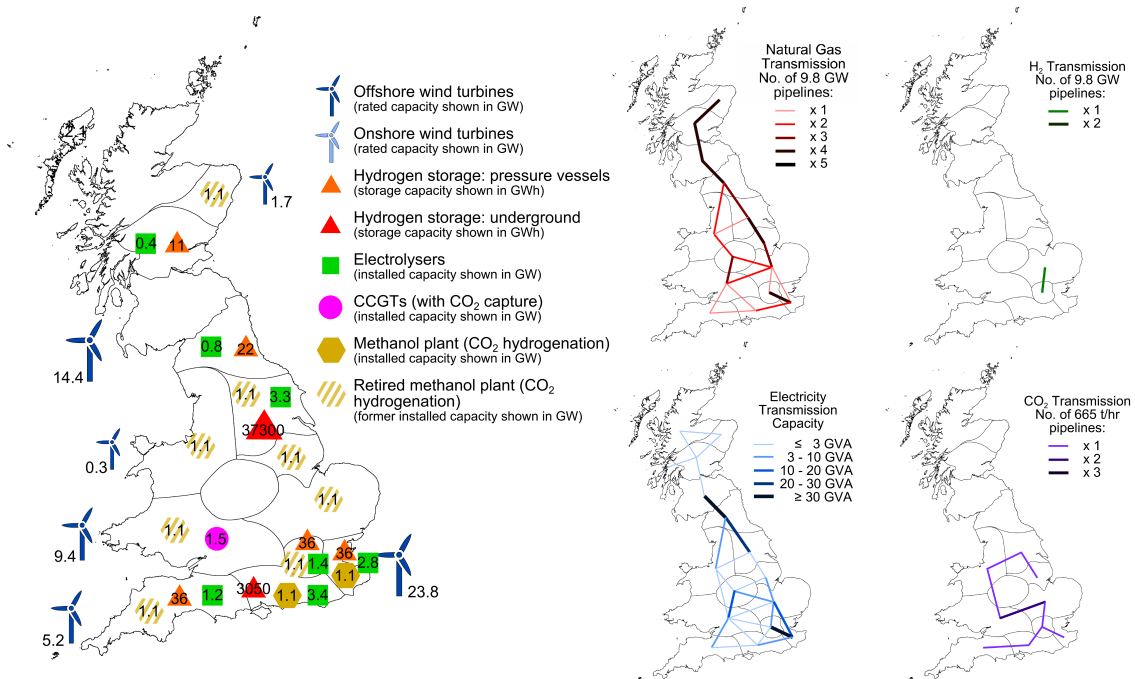 2.1
1.1
1.7
0.4
11
14.4
0.8
22
1.1
3.3
37300
1.1
1.1
0.3
1.1
1.1
1.5
9.4
36
36
1.1
1.4
2.8
1.1
23.8
3050
36
1.2
1.1
3.4
1.1
5.2
Offshore wind turbines
(rated capacity shown in GW)
Onshore wind turbines
(rated capacity shown in GW)
Hydrogen storage: pressure vessels
(storage capacity shown in GWh)
Hydrogen storage: underground
(storage capacity shown in GWh)
Electrolysers
(installed capacity shown in GW)
CCGTs (with CO₂ capture)
(installed capacity shown in GW)
Methanol plant (CO₂ hydrogenation)
(installed capacity shown in GW)
Retired methanol plant (CO₂
hydrogenation)
(former installed capacity shown in GW)
Natural Gas
Transmission
No. of 9.8 GW
pipelines:
x 1
x 2
x 3
x 4
x 5
H₂ Transmission
No. of 9.8 GW
pipelines:
x 1
x 2
Electricity
Transmission
Capacity
≤ 3 GVA
3 - 10 GVA
10 - 20 GVA
20 - 30 GVA
≥ 30 GVA
CO₂ Transmission
No. of 665 t/hr
pipelines:
x 1
x 2
x 3